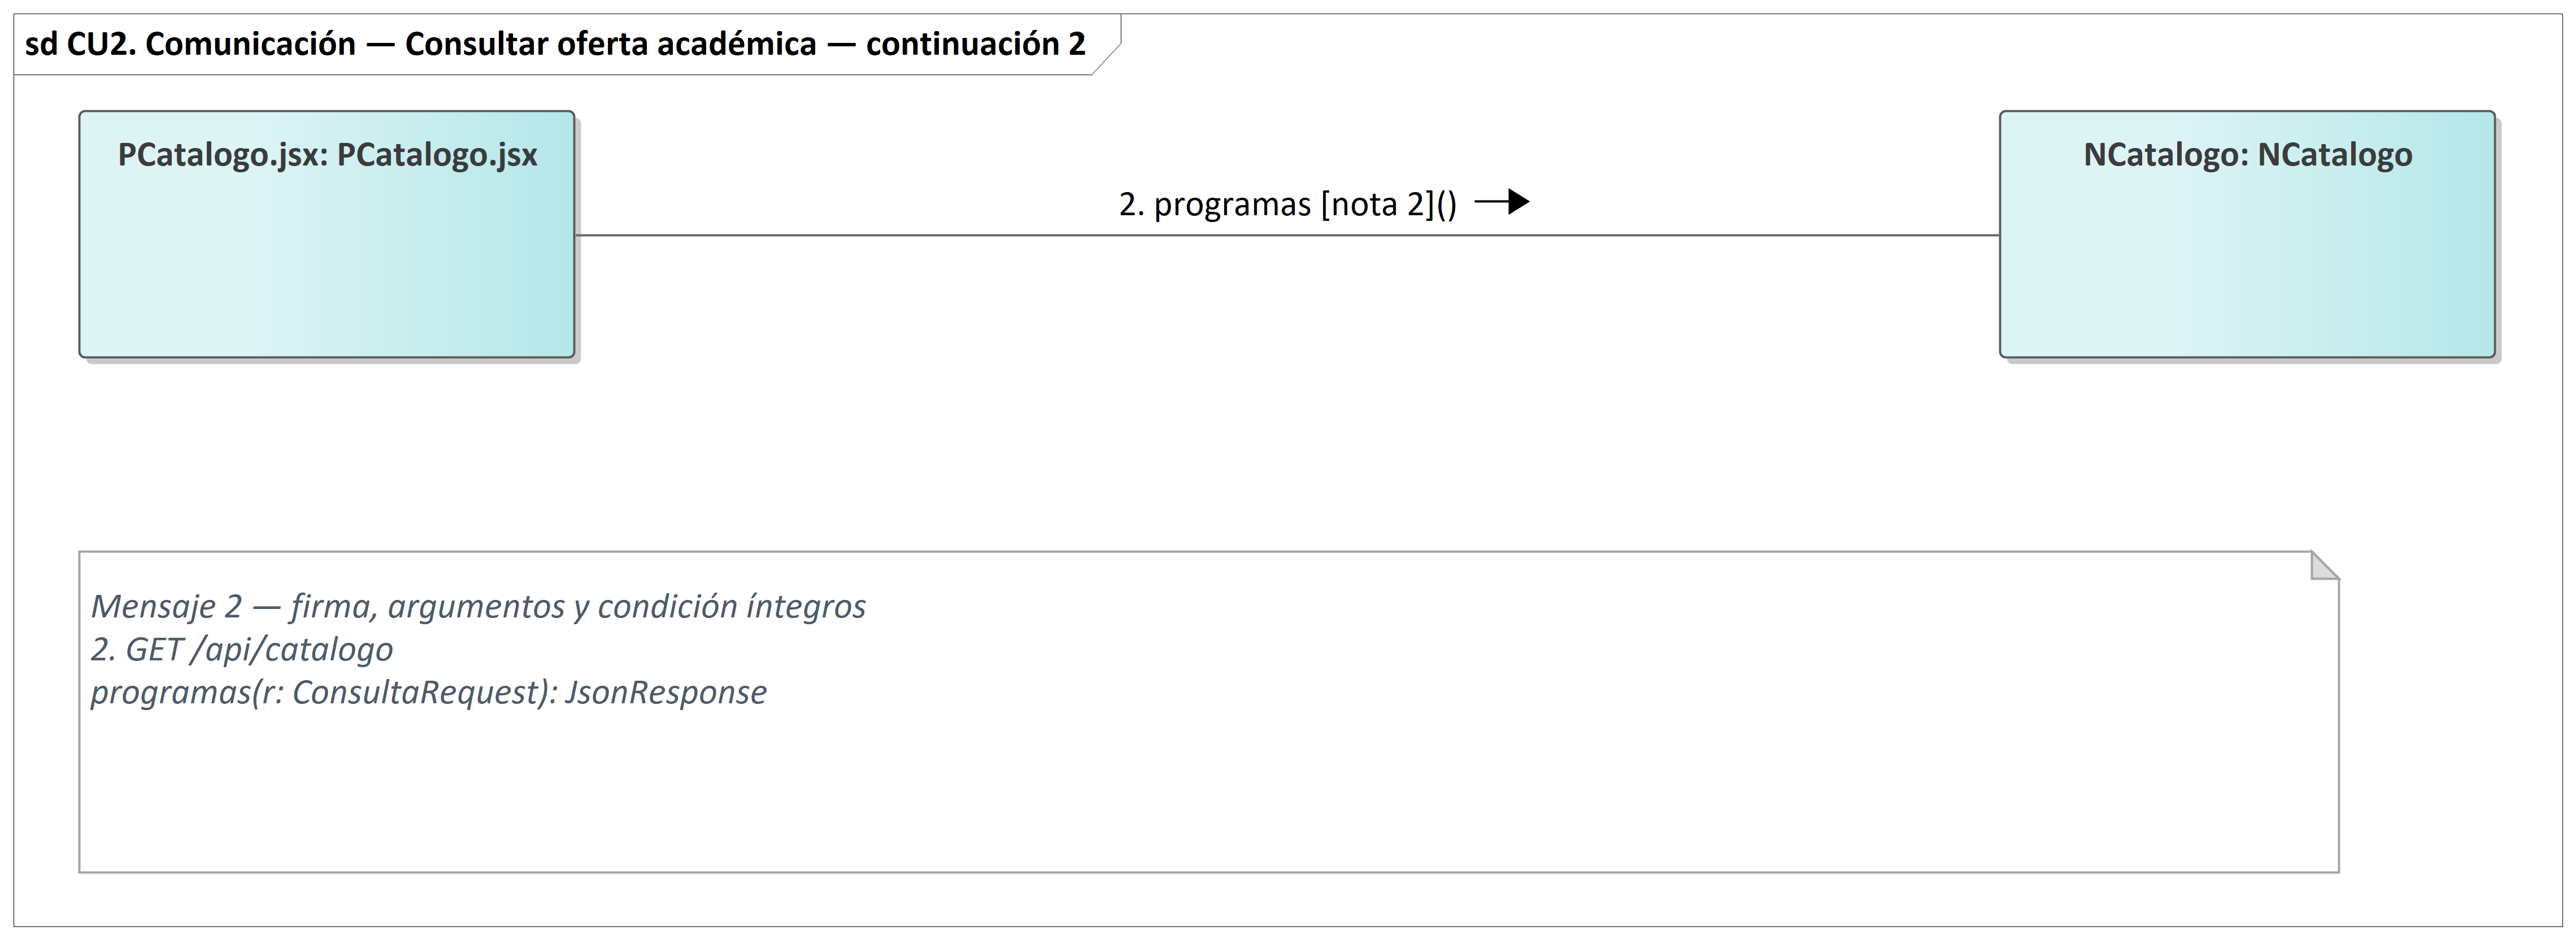 sd CU2. Comunicación — Consultar oferta académica — continuación 2
PCatalogo.jsx: PCatalogo.jsx
NCatalogo: NCatalogo
2. programas [nota 2]()
Mensaje 2 — firma, argumentos y condición íntegros
2. GET /api/catalogo
programas(r: ConsultaRequest): JsonResponse